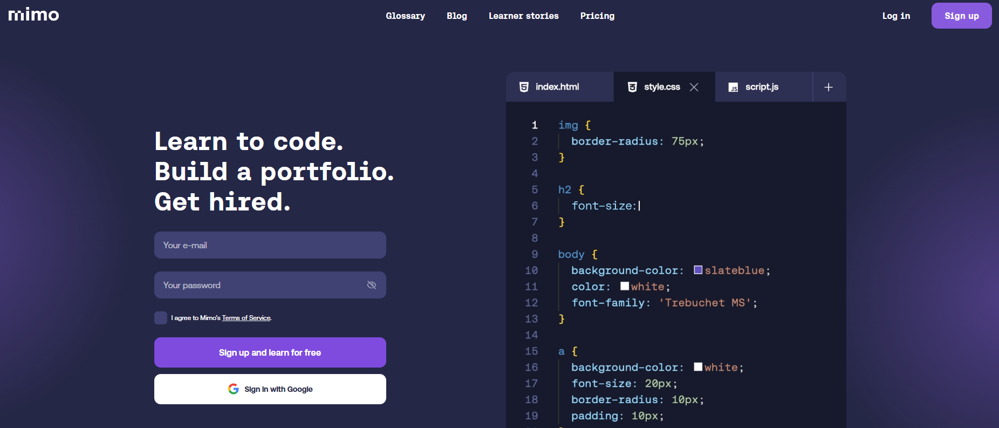 mimo
Glossary Blog Learner stories Pricing
Log in Sign up
Learn to code.
Build a portfolio.
Get hired.
Your e-mail
Your password
I agree to Mimo's Terms of Service.
Sign up and learn for free
Sign in with Google
index.html style.css script.js
1 img {
2 border-radius: 75px;
3 }
4
5 h2 {
6 font-size:
7 }
8
9 body {
10 background-color: slateblue;
11 color: white;
12 font-family: 'Trebuchet MS';
13 }
14
15 a {
16 background-color: white;
17 font-size: 20px;
18 border-radius: 10px;
19 padding: 10px;